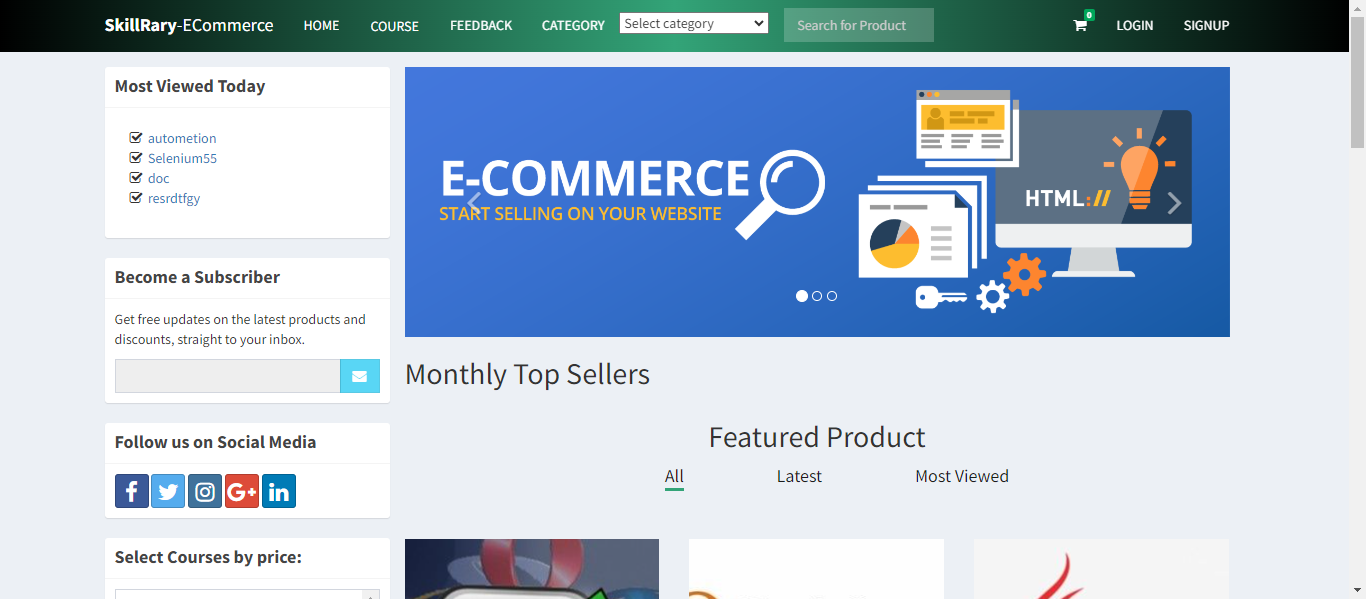 SkillRary-ECommerce HOME COURSE FEEDBACK CATEGORY Select category Search for Product 0 LOGIN SIGNUP
Most Viewed Today
autometion
Selenium55
doc
resrdtfgy
Become a Subscriber
Get free updates on the latest products and
discounts, straight to your inbox.
Follow us on Social Media
f G+ in
Select Courses by price:
E-COMMERCE
START SELLING ON YOUR WEBSITE
HTML://
Monthly Top Sellers
Featured Product
All Latest Most Viewed